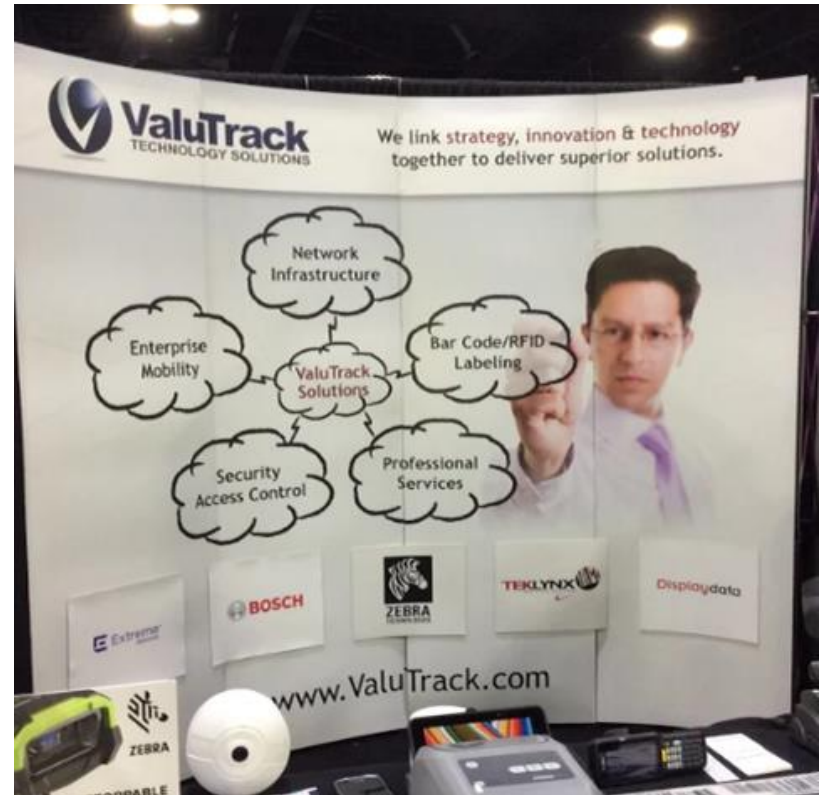 ValuTrack
TECHNOLOGY SOLUTIONS
We link strategy, innovation & technology
together to deliver superior solutions.
Network
Infrastructure
Enterprise
Mobility
Bar Code/RFID
Labeling
ValuTrack
Solutions
Security
Access Control
Professional
Services
Extreme
BOSCH
ZEBRA
TEKLYNX
Displaydata
www.ValuTrack.com
ZEBRA